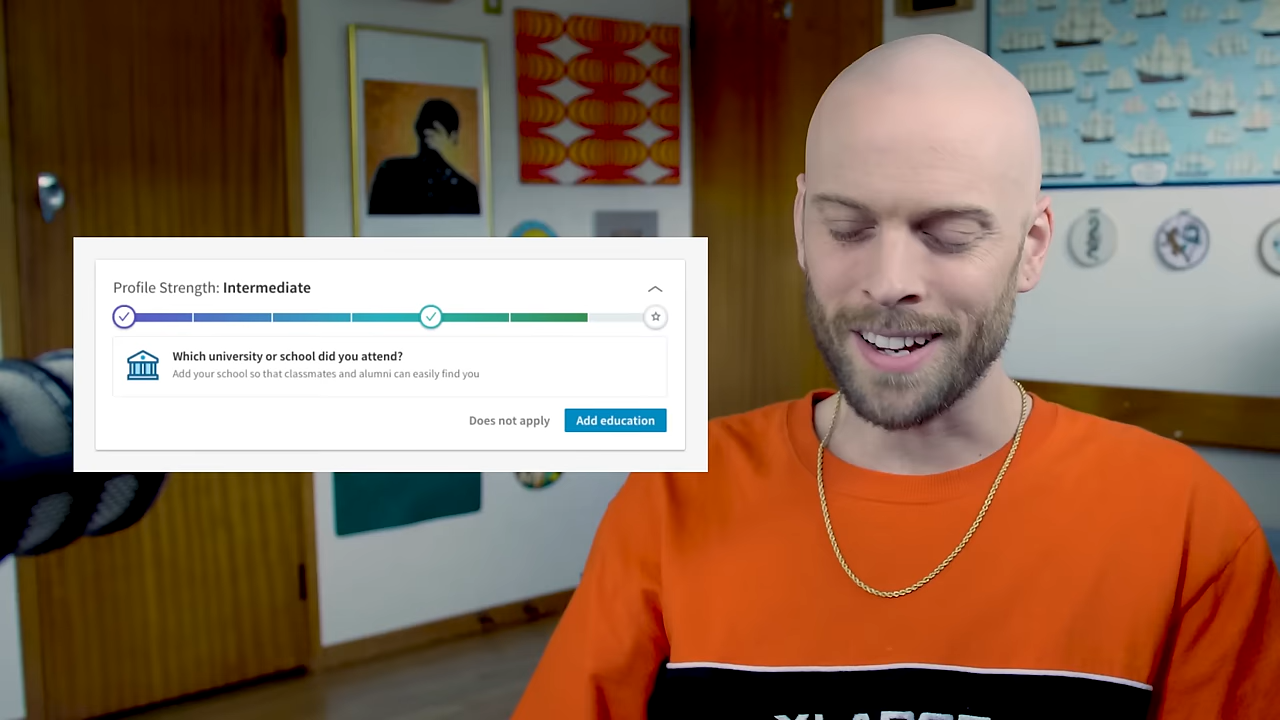 Profile Strength: Intermediate
Which university or school did you attend?
Add your school so that classmates and alumni can easily find you
Does not apply
Add education
XLARGE